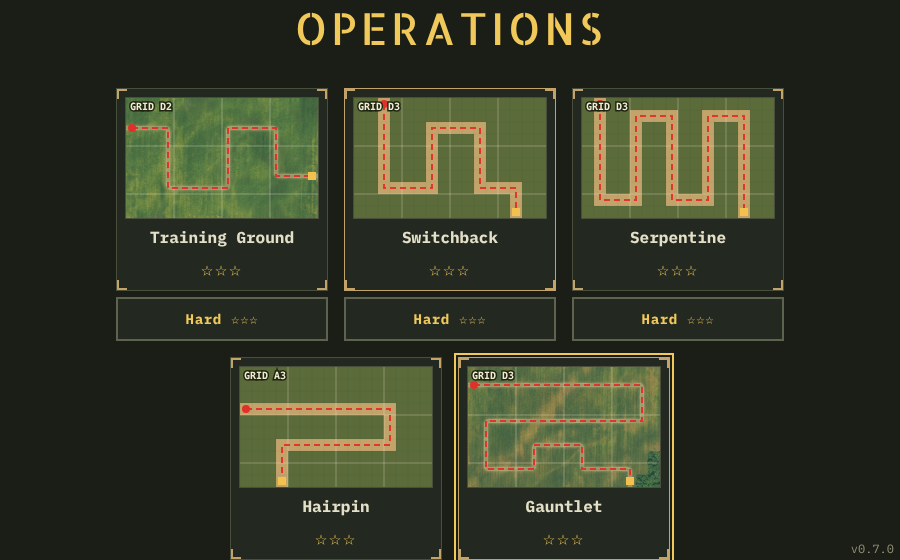 OPERATIONS
GRID D2
GRID D3
GRID D3
Training Ground
Switchback
Serpentine
☆☆☆
☆☆☆
☆☆☆
Hard ☆☆☆
Hard ☆☆☆
Hard ☆☆☆
GRID A3
GRID D3
Hairpin
Gauntlet
☆☆☆
☆☆☆
v0.7.0